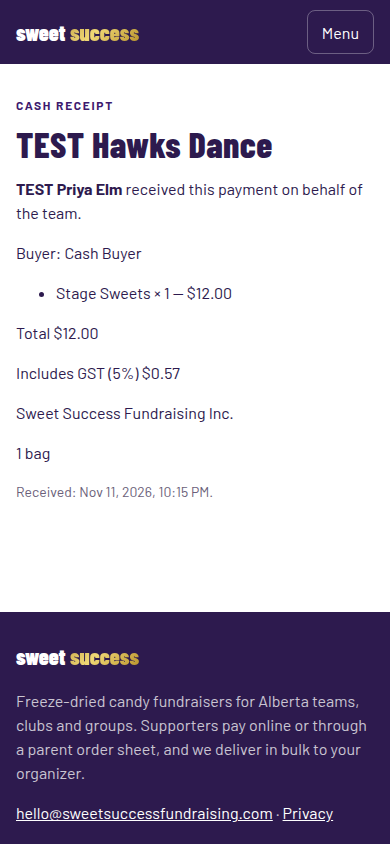 sweet success
Menu
CASH RECEIPT
TEST Hawks Dance
TEST Priya Elm received this payment on behalf of
the team.
Buyer: Cash Buyer
• Stage Sweets × 1 — $12.00
Total $12.00
Includes GST (5%) $0.57
Sweet Success Fundraising Inc.
1 bag
Received: Nov 11, 2026, 10:15 PM.
sweet success
Freeze-dried candy fundraisers for Alberta teams,
clubs and groups. Supporters pay online or through
a parent order sheet, and we deliver in bulk to your
organizer.
hello@sweetsuccessfundraising.com · Privacy